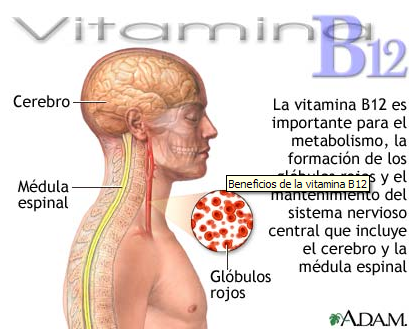 Vitamina
B12
Cerebro
La vitamina B12 es
importante para el
metabolismo, la
formación de los
glóbulos rojos y el
Beneficios de la vitamina B12
mantenimiento del
sistema nervioso
central que incluye
el cerebro y la
médula espinal
Médula
espinal
Glóbulos
rojos
A.D.A.M.